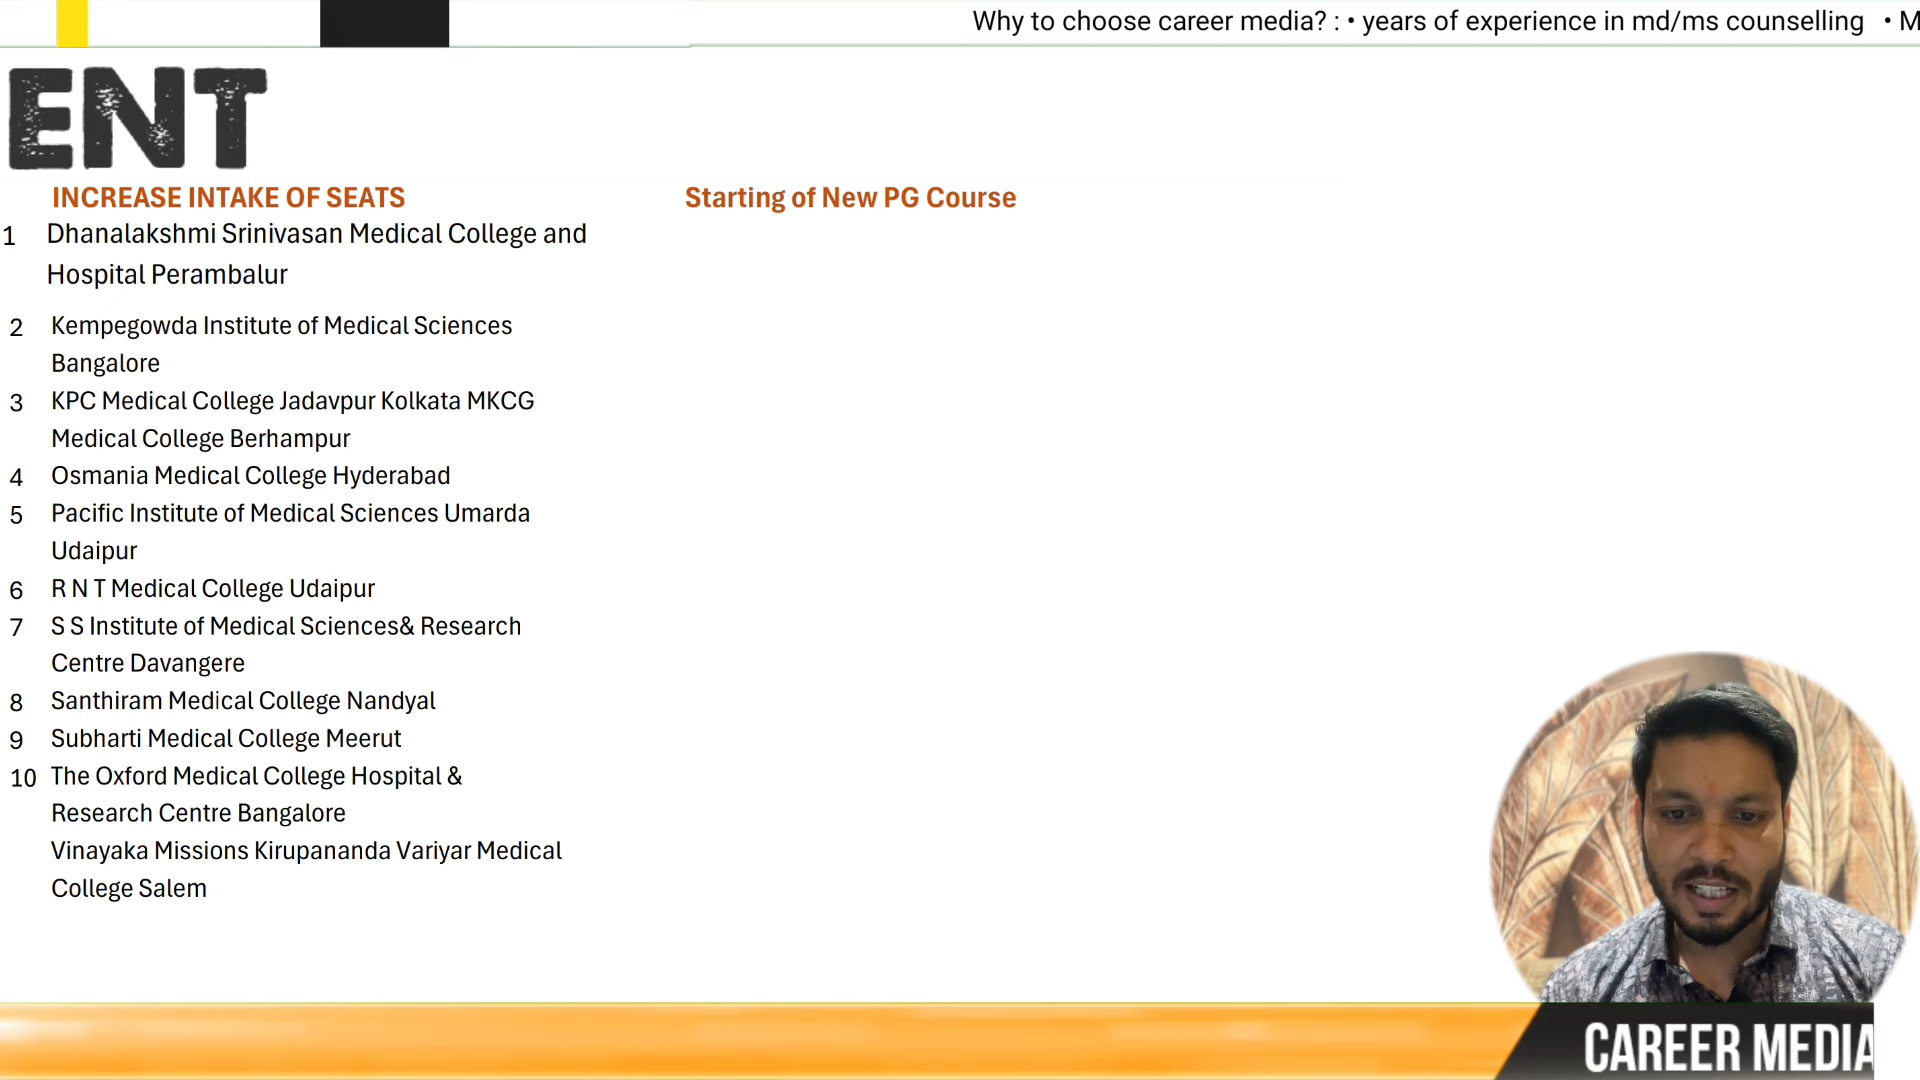 Why to choose career media? : • years of experience in md/ms counselling • M
ENT
INCREASE INTAKE OF SEATS
Starting of New PG Course
1 Dhanalakshmi Srinivasan Medical College and
Hospital Perambalur
2 Kempegowda Institute of Medical Sciences
Bangalore
3 KPC Medical College Jadavpur Kolkata MKCG
Medical College Berhampur
4 Osmania Medical College Hyderabad
5 Pacific Institute of Medical Sciences Umarda
Udaipur
6 R N T Medical College Udaipur
7 S S Institute of Medical Sciences& Research
Centre Davangere
8 Santhiram Medical College Nandyal
9 Subharti Medical College Meerut
10 The Oxford Medical College Hospital &
Research Centre Bangalore
Vinayaka Missions Kirupananda Variyar Medical
College Salem
CAREER MEDIA